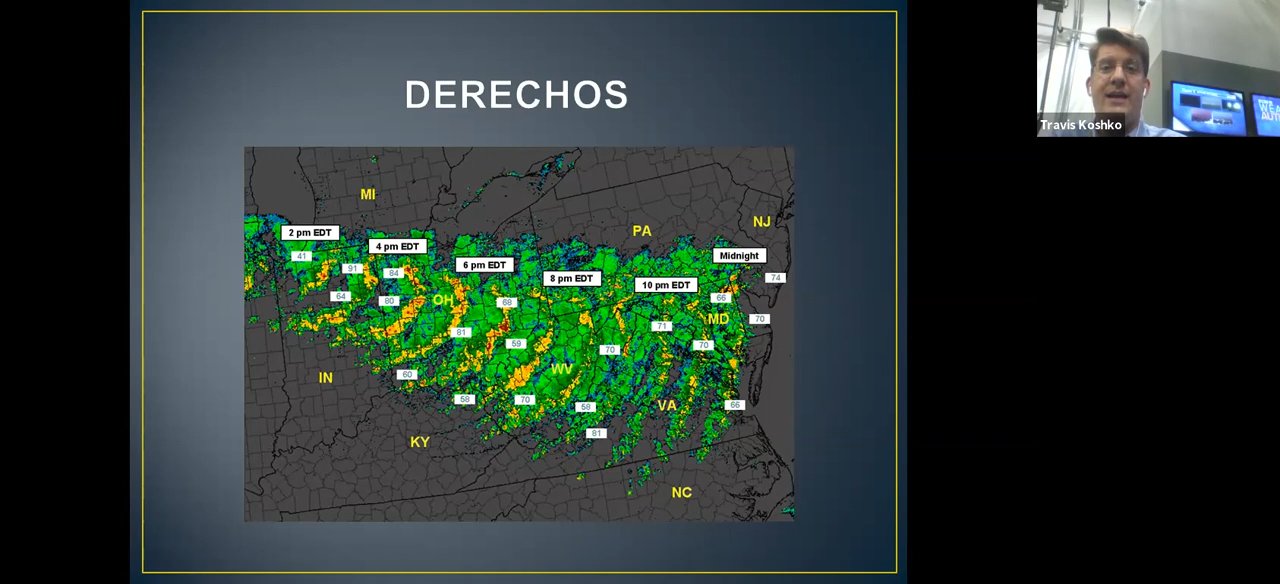 DERECHOS
Travis Koshko
MI
NJ
PA
2 pm EDT
4 pm EDT
Midnight
41
6 pm EDT
91
84
8 pm EDT
74
10 pm EDT
64
80
OH
68
66
MD
70
81
71
59
70
70
WV
IN
60
58
70
58
VA
66
81
KY
NC